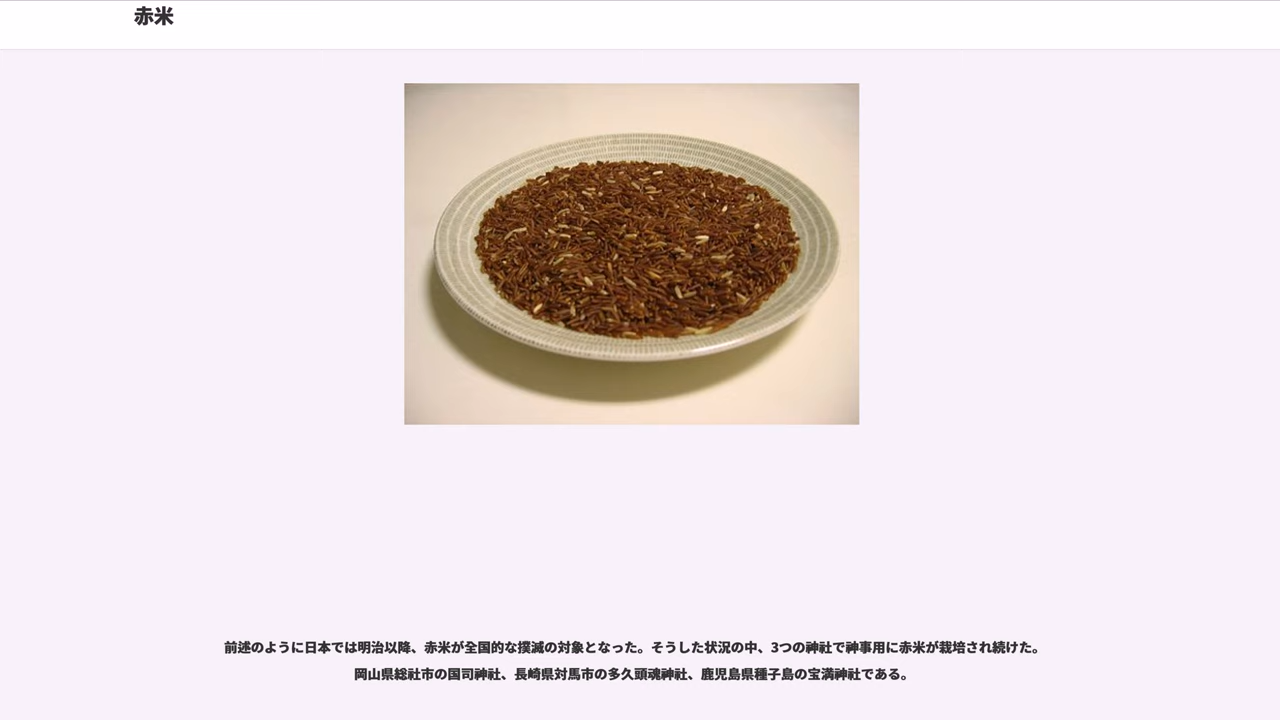 赤米
前述のように日本では明治以降、赤米が全国的な撲滅の対象となった。そうした状況の中、3つの神社で神事用に赤米が栽培され続けた。
岡山県総社市の国司神社、長崎県対馬市の多久頭魂神社、鹿児島県種子島の宝満神社である。